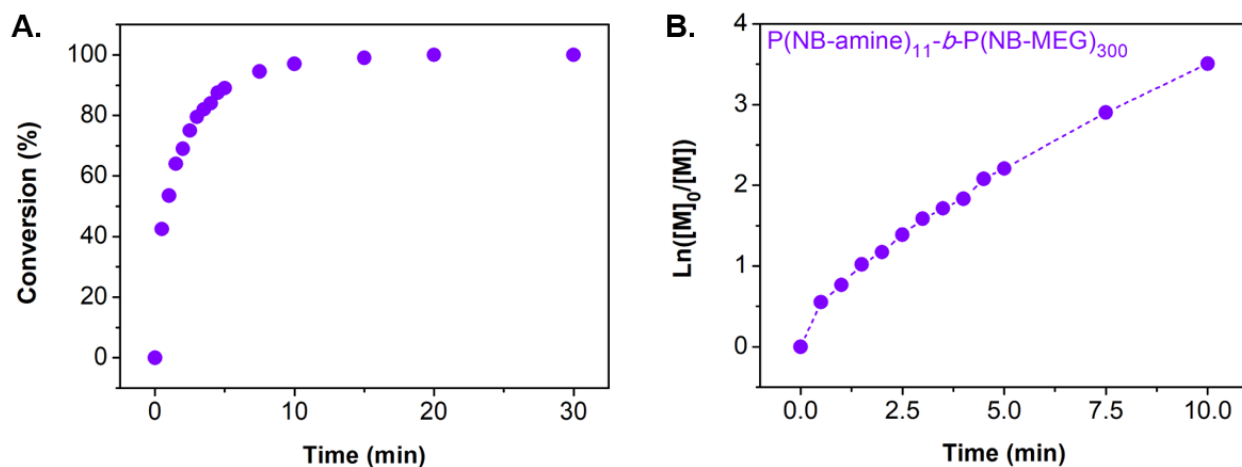 A.
Conversion (%)
100
80
60
40
20
0
0
10
20
30
Time (min)
B.
P(NB-amine)₁₁-b-P(NB-MEG)₃₀₀
Ln([M]₀/[M])
4
3
2
1
0
0.0
2.5
5.0
7.5
10.0
Time (min)